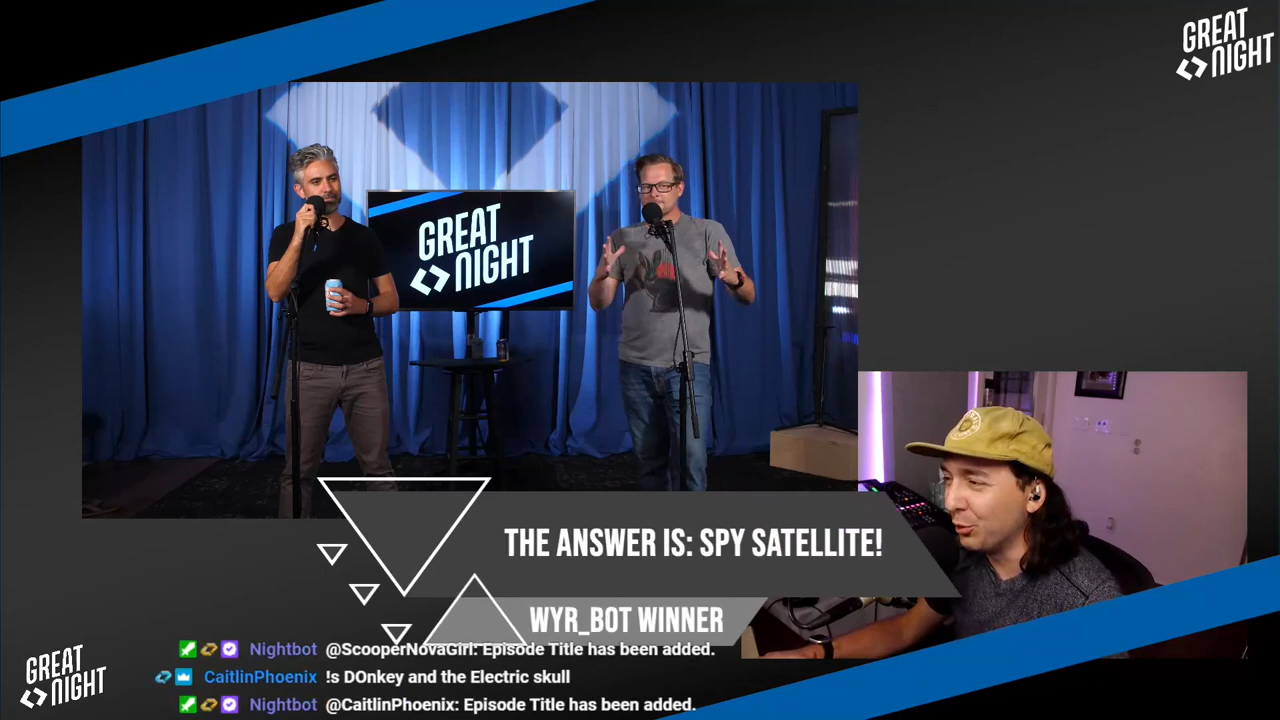 GREAT
NIGHT
GREAT
NIGHT
THE ANSWER IS: SPY SATELLITE!
WYR_BOT WINNER
GREAT
NIGHT
Nightbot @ScooperNovaGirl: Episode Title has been added.
CaitlinPhoenix !s DOnkey and the Electric skull
Nightbot @CaitlinPhoenix: Episode Title has been added.